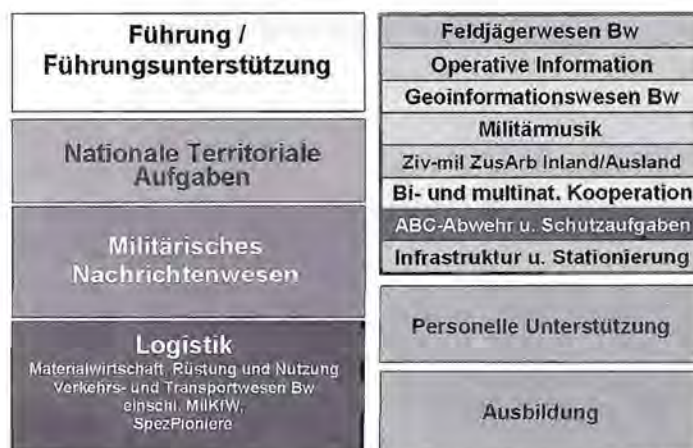 Führung /
Führungsunterstützung
Nationale Territoriale
Aufgaben
Militärisches
Nachrichtenwesen
Logistik
Materialwirtschaft, Rüstung und Nutzung
Verkehrs- und Transportwesen Bw
einschl. MilKfW,
SpezPioniere
Feldjägerwesen Bw
Operative Information
Geoinformationswesen Bw
Militärmusik
Ziv-mil ZusArb Inland/Ausland
Bi- und multinat. Kooperation
ABC-Abwehr u. Schutzaufgaben
Infrastruktur u. Stationierung
Personelle Unterstützung
Ausbildung